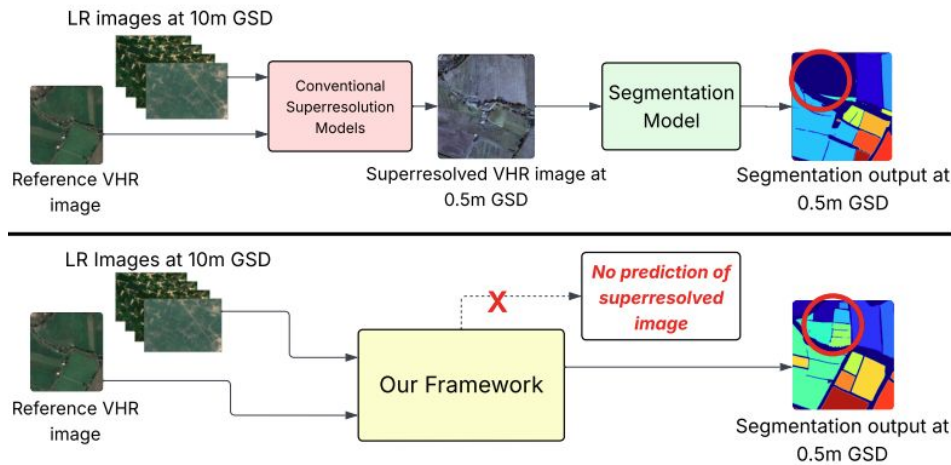 LR images at 10m GSD
Conventional
Superresolution
Models
Segmentation
Model
Reference VHR
image
Superresolved VHR image at
0.5m GSD
Segmentation output at
0.5m GSD
LR Images at 10m GSD
No prediction of
superresolved
image
X
Our Framework
Reference VHR
image
Segmentation output at
0.5m GSD